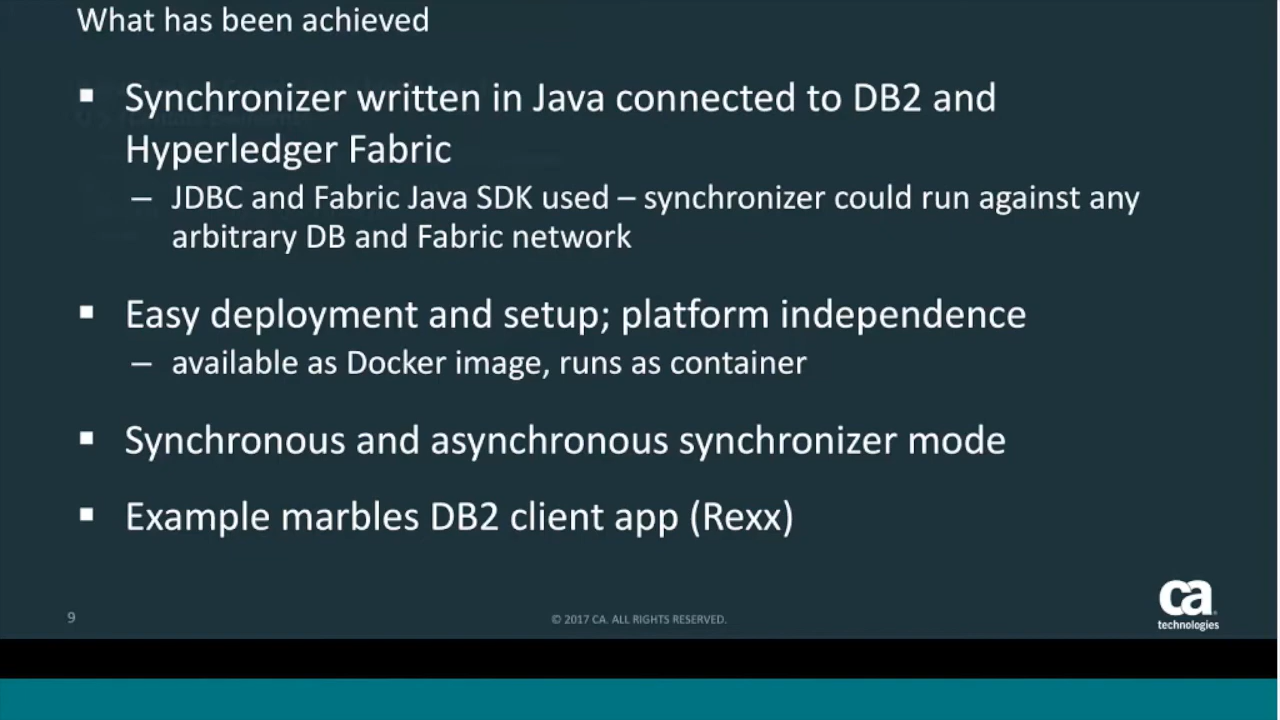 What has been achieved
▪ Synchronizer written in Java connected to DB2 and
Hyperledger Fabric
– JDBC and Fabric Java SDK used – synchronizer could run against any
arbitrary DB and Fabric network
▪ Easy deployment and setup; platform independence
– available as Docker image, runs as container
▪ Synchronous and asynchronous synchronizer mode
▪ Example marbles DB2 client app (Rexx)
9
© 2017 CA. ALL RIGHTS RESERVED.
ca
technologies